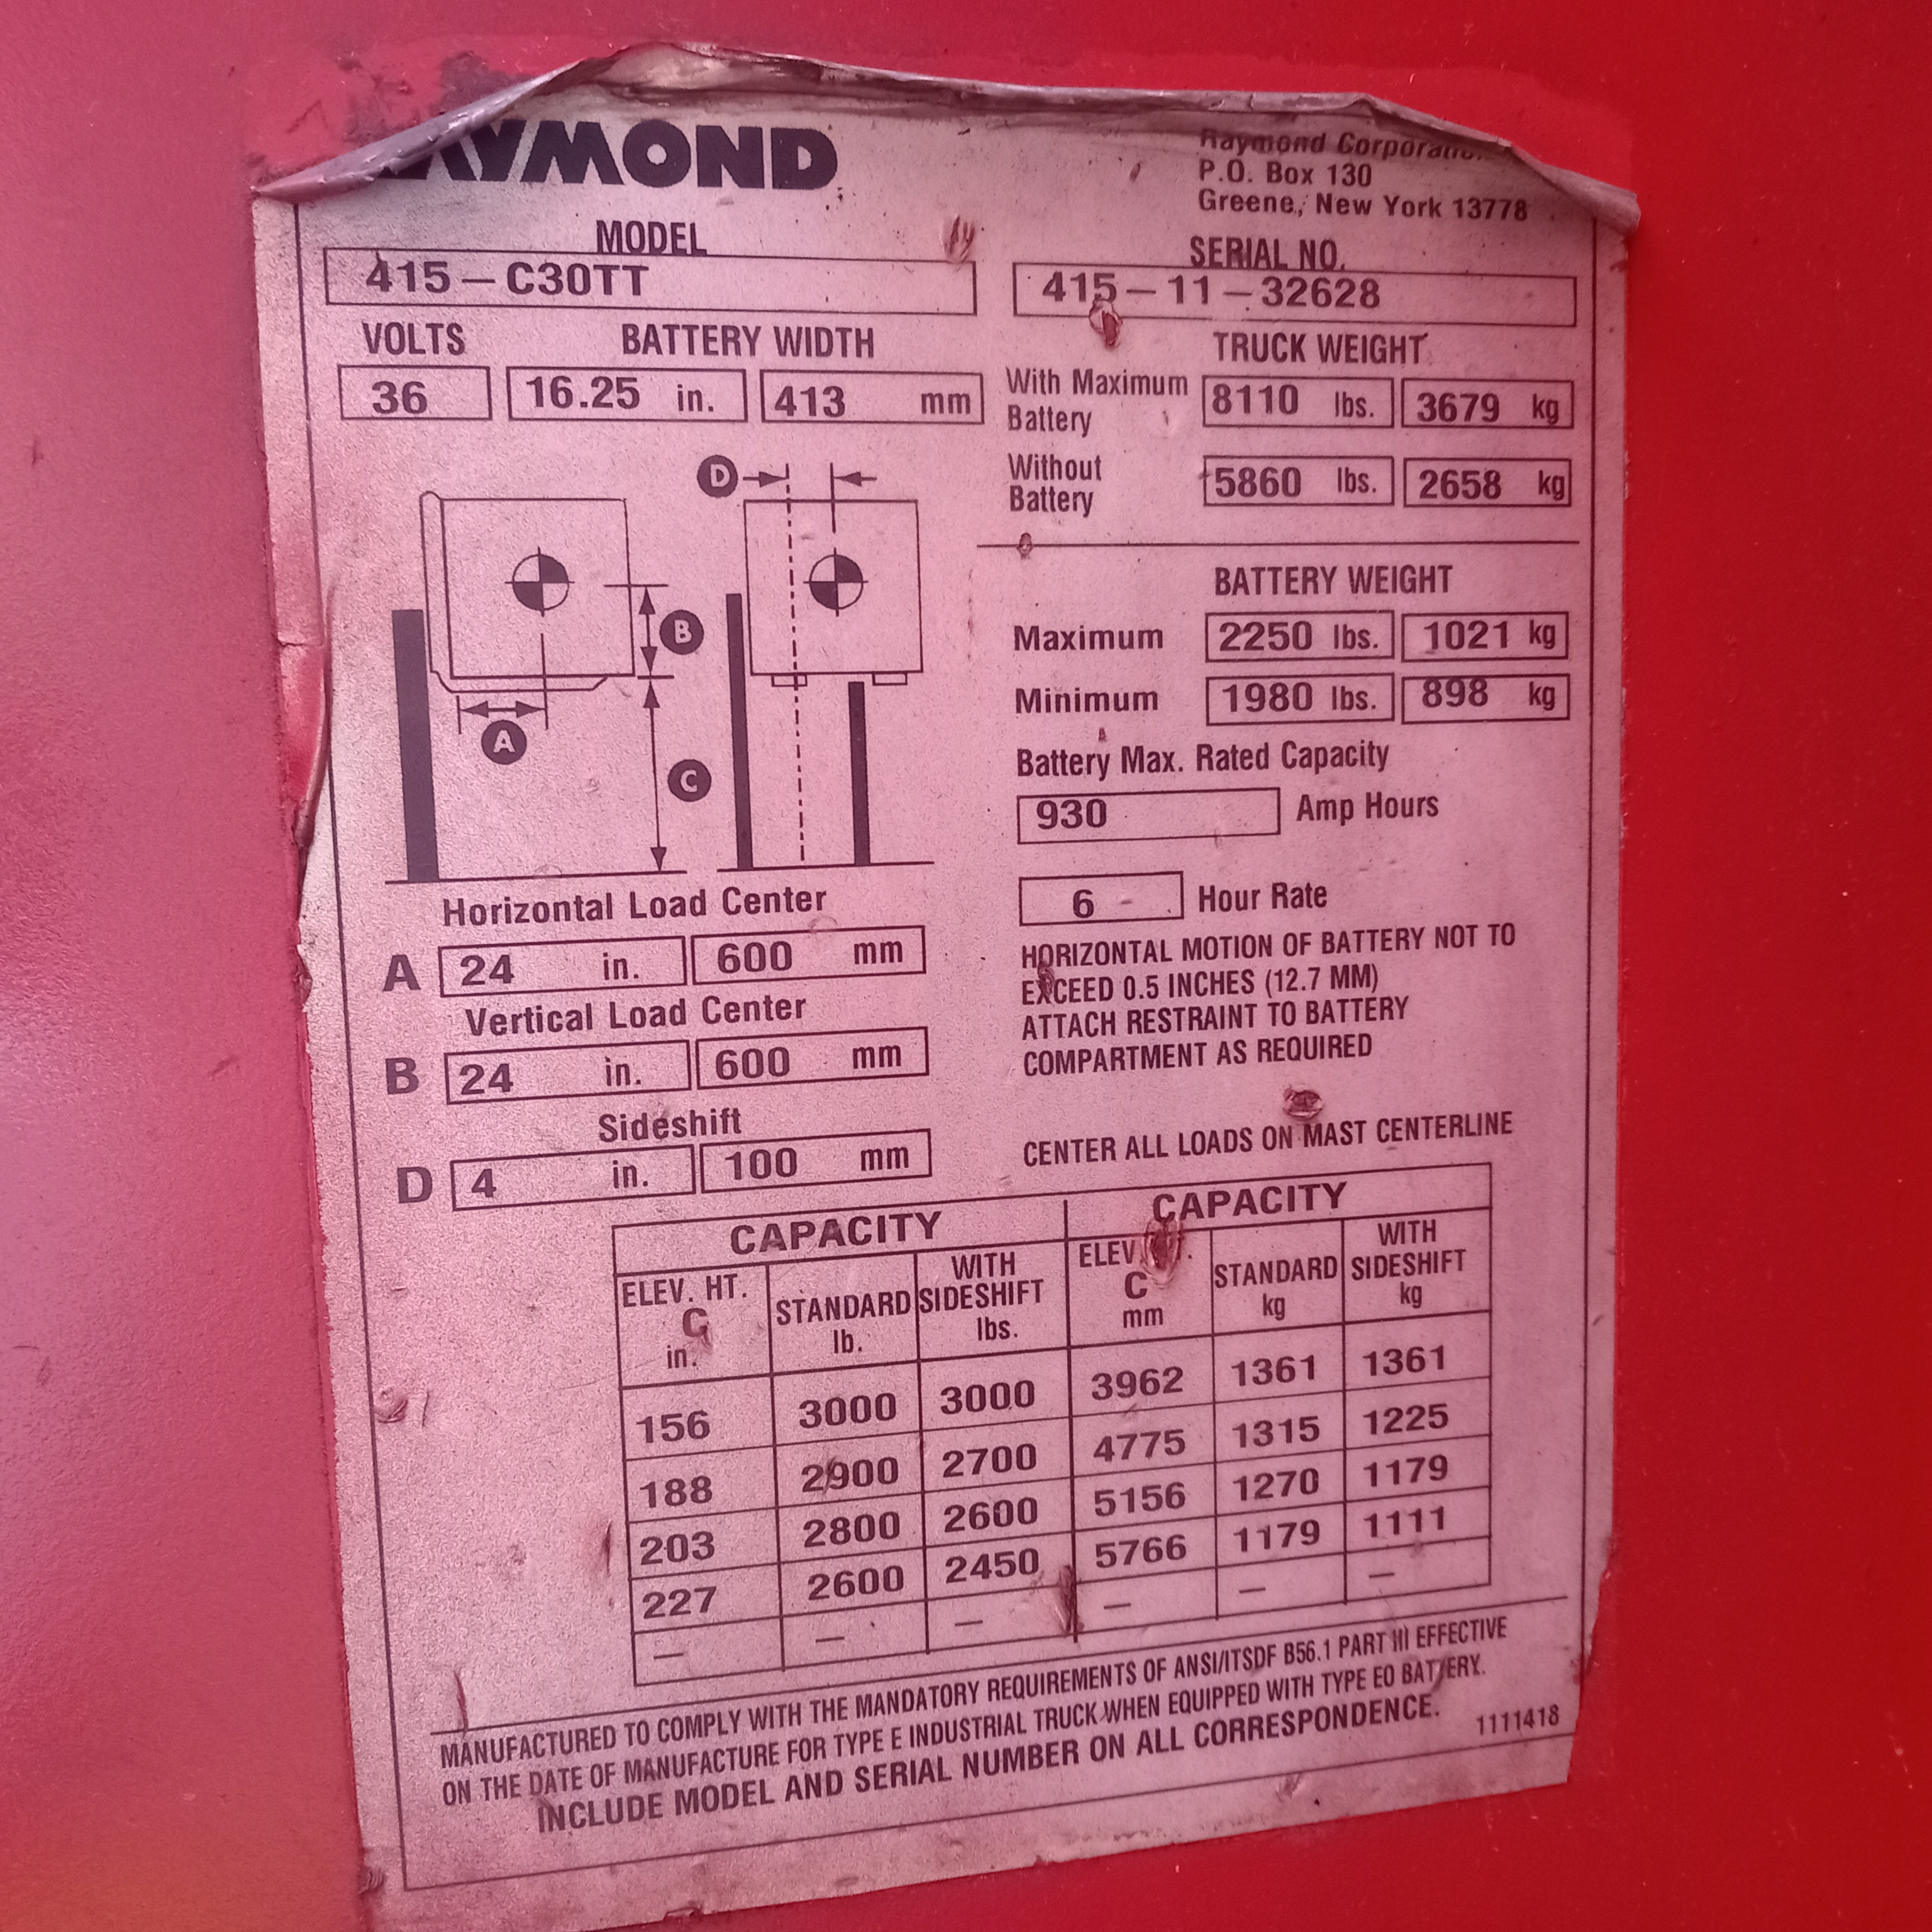 RAYMOND
Raymond Corporation
P.O. Box 130
Greene, New York 13778
MODEL
415-C30TT
SERIAL NO.
415-11-32628
VOLTS
36
BATTERY WIDTH
16.25 in. 413 mm
TRUCK WEIGHT
With Maximum
Battery
8110 lbs. 3679 kg
Without
Battery
5860 lbs. 2658 kg
D
B
A
C
BATTERY WEIGHT
Maximum 2250 lbs. 1021 kg
Minimum 1980 lbs. 898 kg
Battery Max. Rated Capacity
930 Amp Hours
6 Hour Rate
HORIZONTAL MOTION OF BATTERY NOT TO
EXCEED 0.5 INCHES (12.7 MM)
ATTACH RESTRAINT TO BATTERY
COMPARTMENT AS REQUIRED
CENTER ALL LOADS ON MAST CENTERLINE
Horizontal Load Center
A 24 in. 600 mm
Vertical Load Center
B 24 in. 600 mm
Sideshift
D 4 in. 100 mm
CAPACITY CAPACITY
ELEV. HT. C in. STANDARD lb. WITH SIDESHIFT lbs. ELEV. C mm STANDARD kg WITH SIDESHIFT kg
156 3000 3000 3962 1361 1361
188 2900 2700 4775 1315 1225
203 2800 2600 5156 1270 1179
227 2600 2450 5766 1179 1111
— — — — — —
MANUFACTURED TO COMPLY WITH THE MANDATORY REQUIREMENTS OF ANSI/ITSDF B56.1 PART III EFFECTIVE
ON THE DATE OF MANUFACTURE FOR TYPE E INDUSTRIAL TRUCK WHEN EQUIPPED WITH TYPE EO BATTERY.
INCLUDE MODEL AND SERIAL NUMBER ON ALL CORRESPONDENCE.
1111418